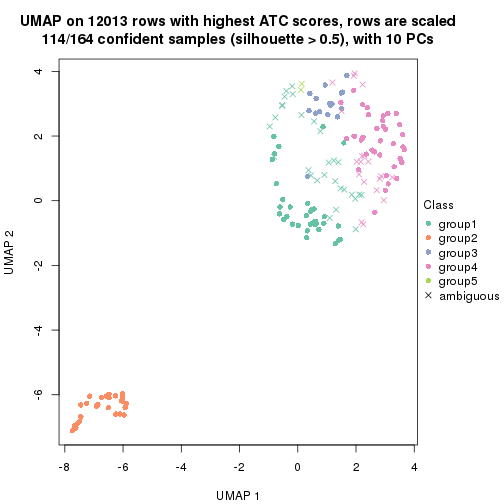 UMAP on 12013 rows with highest ATC scores, rows are scaled
114/164 confident samples (silhouette > 0.5), with 10 PCs
4
2
0
-2
-4
-6
UMAP 2
-8
-6
-4
-2
0
2
4
UMAP 1
Class
group1
group2
group3
group4
group5
ambiguous